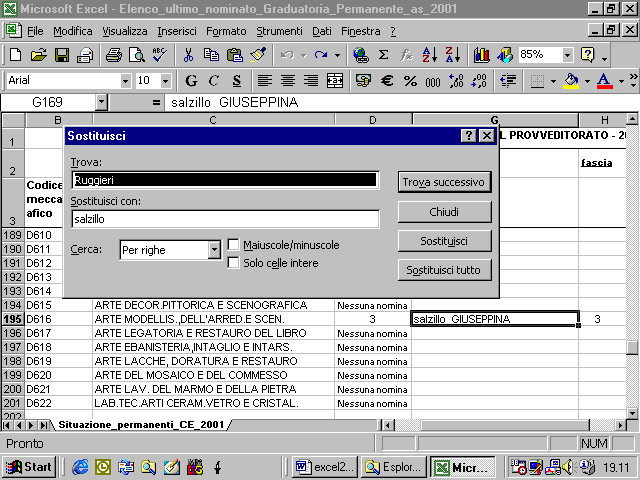 Microsoft Excel - Elenco_ultimo_nominato_Graduatoria_Permanente_as_2001
File Modifica Visualizza Inserisci Formato Strumenti Dati Finestra ?
85%
Arial 10 G C S € % 000
G169 = salzillo GIUSEPPINA
B C D G H
1 L PROVVEDITORATO - 20
2 fascia
3 Codice meccanografico
Sostituisci
Trova:
Ruggieri
Trova successivo
Sostituisci con:
salzillo
Chiudi
Cerca: Per righe
Maiuscole/minuscole
Sostituisci
Solo celle intere
Sostituisci tutto
189 D610
190 D611
191 D612
192 D613
193 D614
194 D615 ARTE DECOR.PITTORICA E SCENOGRAFICA Nessuna nomina
195 D616 ARTE MODELLIS.,DELL'ARRED.E SCEN. 3 salzillo GIUSEPPINA 3
196 D617 ARTE LEGATORIA E RESTAURO DEL LIBRO Nessuna nomina
197 D618 ARTE EBANISTERIA,INTAGLIO E INTARS. Nessuna nomina
198 D619 ARTE LACCHE, DORATURA E RESTAURO Nessuna nomina
199 D620 ARTE DEL MOSAICO E DEL COMMESSO Nessuna nomina
200 D621 ARTE LAV. DEL MARMO E DELLA PIETRA Nessuna nomina
201 D622 LAB.TEC.ARTI CERAM.VETRO E CRISTAL. Nessuna nomina
202
Situazione_permanenti_CE_2001
Pronto NUM
Start excel2... Esplor... Micr... 19.11